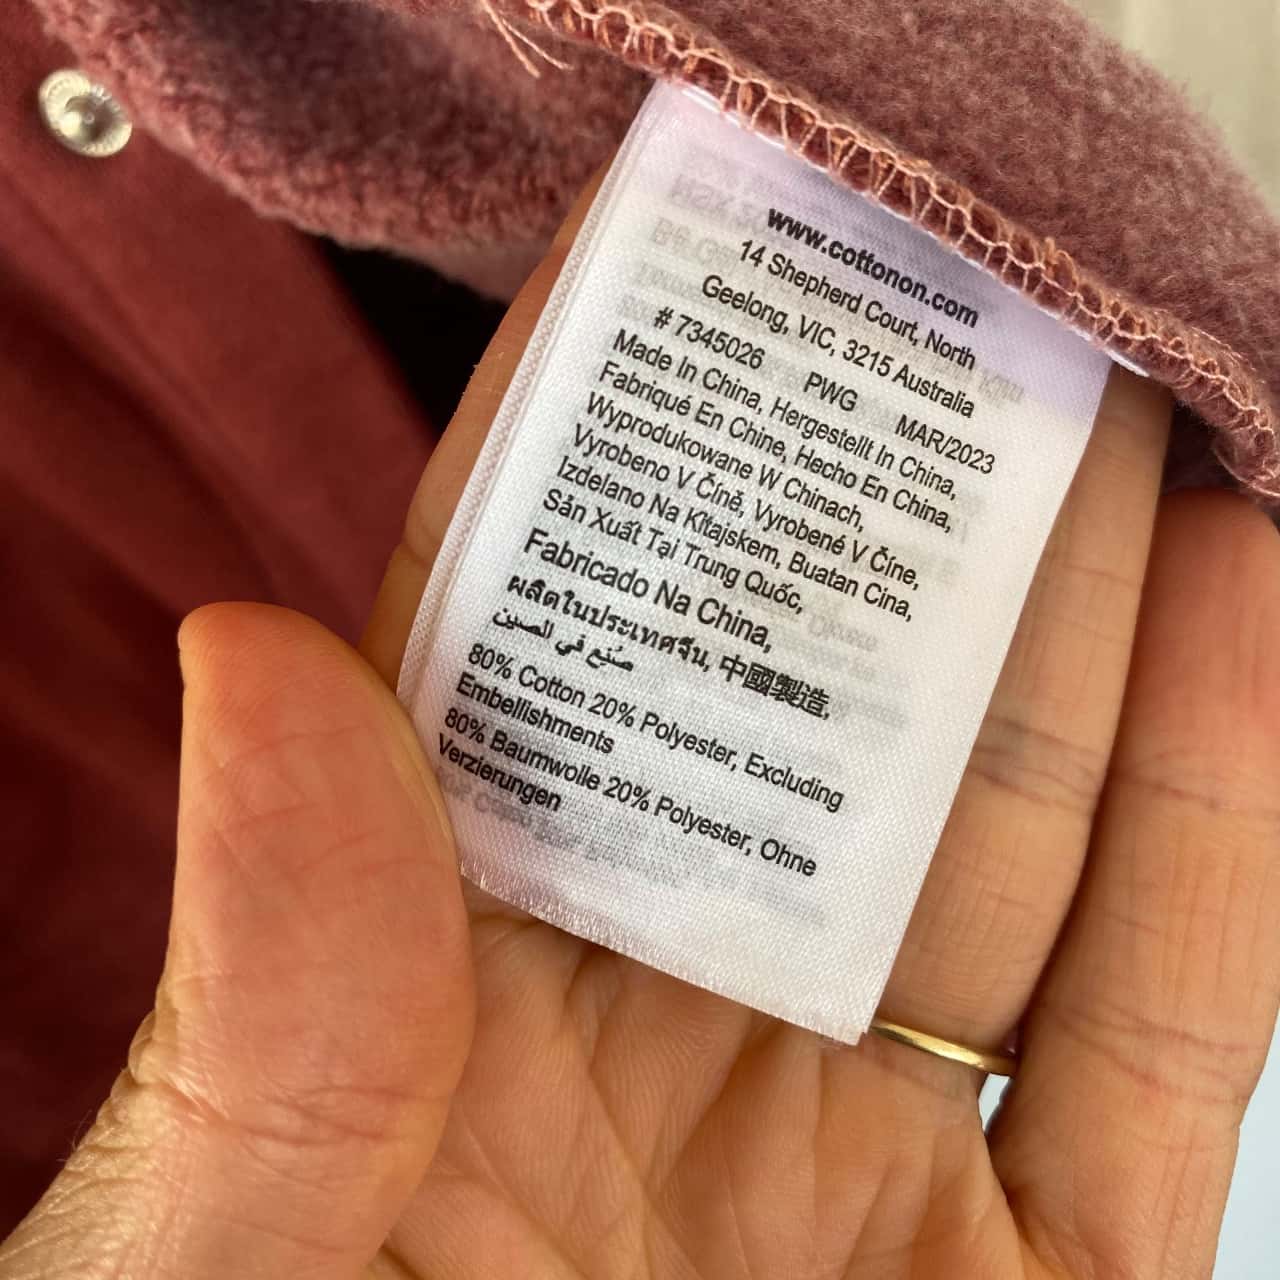 www.cottonon.com
14 Shepherd Court, North
Geelong, VIC, 3215 Australia
# 7345026 PWG MAR/2023
Made In China, Hergestellt In China,
Fabriqué En Chine, Hecho En China,
Wyprodukowane W Chinach,
Vyrobeno V Číně, Vyrobené V Číne,
Izdelano Na Kitajskem, Buatan Cina,
Sản Xuất Tại Trung Quốc,
Fabricado Na China,
ผลิตในประเทศจีน, 中國製造,
صُنِع في الصين
80% Cotton 20% Polyester, Excluding
Embellishments
80% Baumwolle 20% Polyester, Ohne
Verzierungen